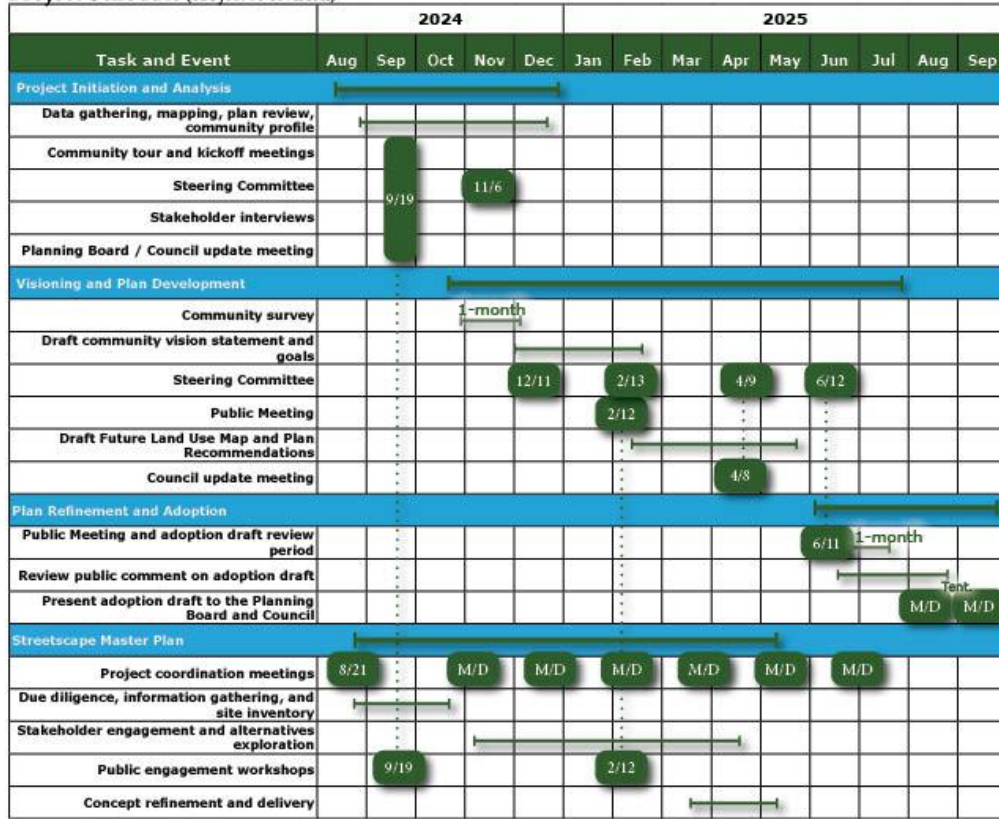 2024 2025
Task and Event Aug Sep Oct Nov Dec Jan Feb Mar Apr May Jun Jul Aug Sep
Project Initiation and Analysis
Data gathering, mapping, plan review,
community profile
Community tour and kickoff meetings
Steering Committee 11/6
9/19
Stakeholder interviews
Planning Board / Council update meeting
Visioning and Plan Development
Community survey 1-month
Draft community vision statement and
goals
Steering Committee 12/11 2/13 4/9 6/12
Public Meeting 2/12
Draft Future Land Use Map and Plan
Recommendations
Council update meeting 4/8
Plan Refinement and Adoption
Public Meeting and adoption draft review
period 6/11 1-month
Review public comment on adoption draft
Tent.
Present adoption draft to the Planning
Board and Council M/D M/D
Streetscape Master Plan
Project coordination meetings 8/21 M/D M/D M/D M/D M/D M/D
Due diligence, information gathering, and
site inventory
Stakeholder engagement and alternatives
exploration
Public engagement workshops 9/19 2/12
Concept refinement and delivery